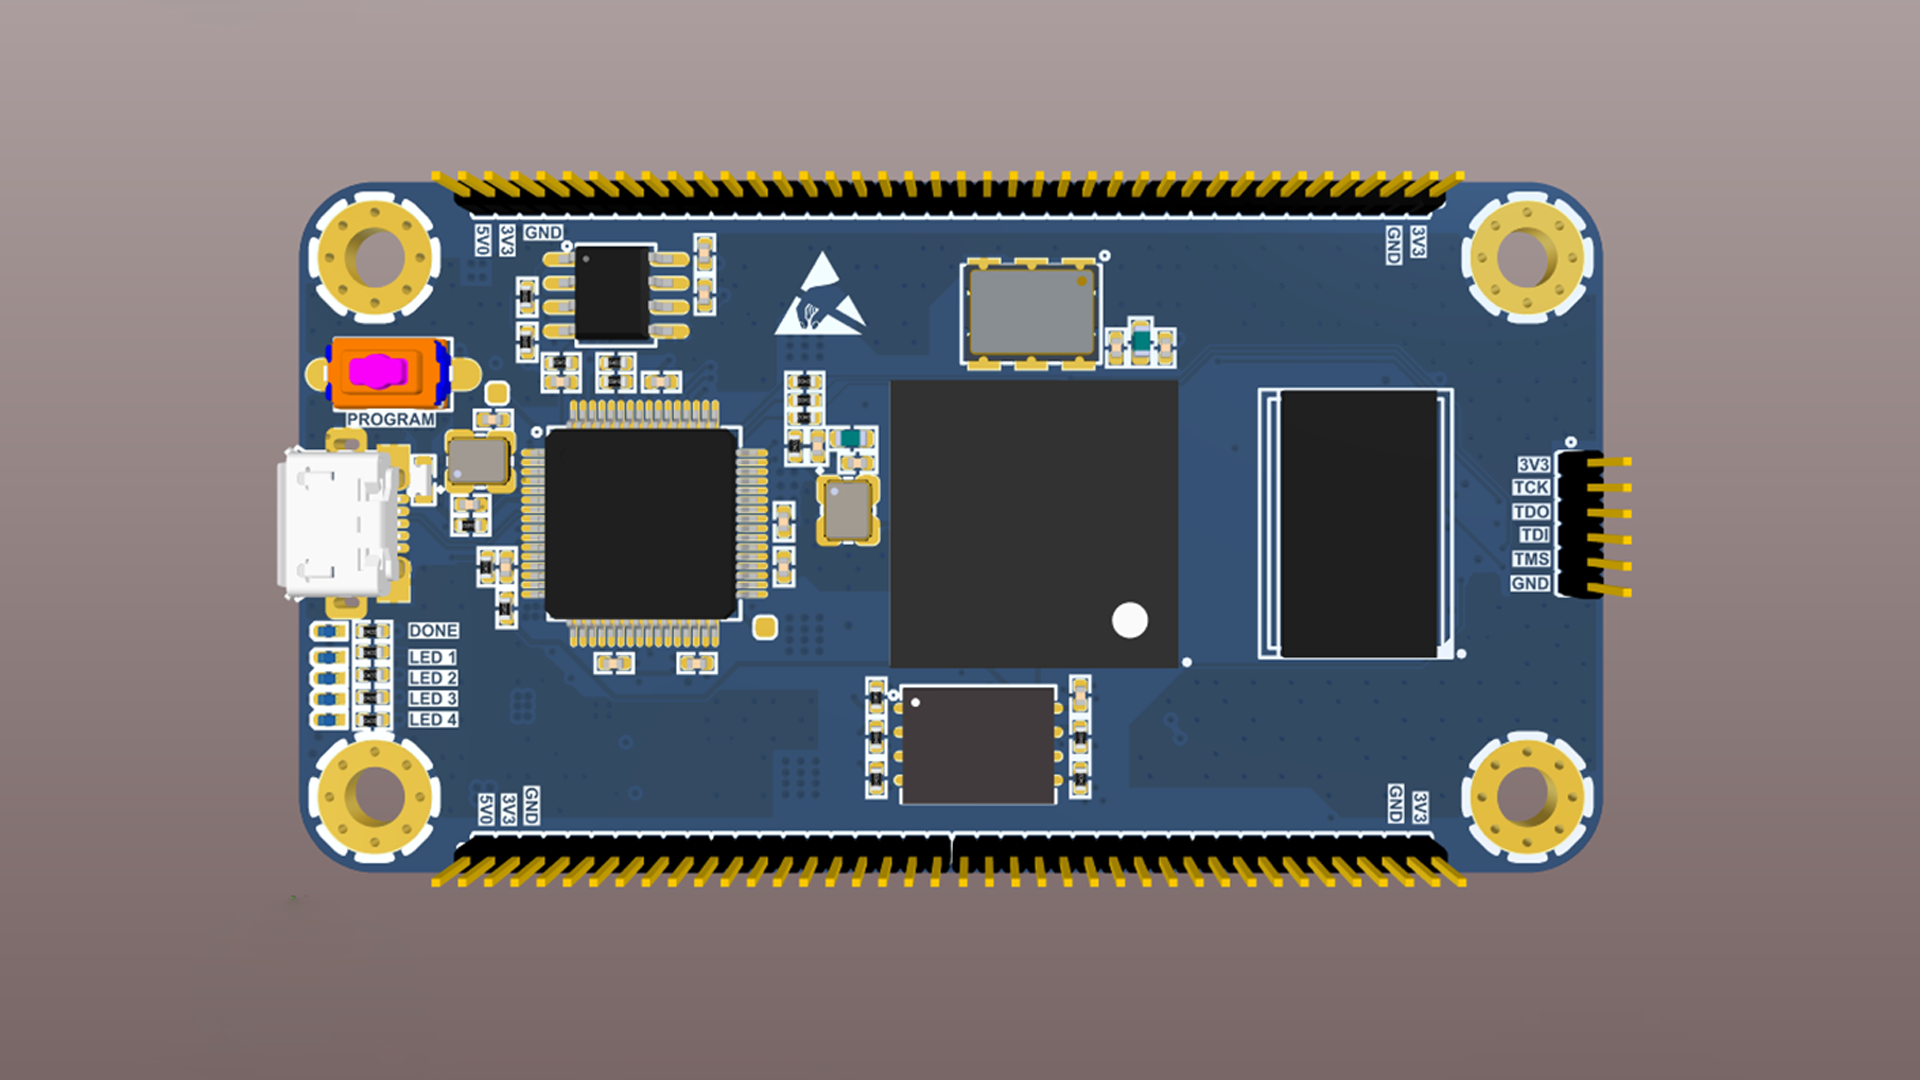 5V0
3V3
GND
GND
3V3
PROGRAM
3V3
TCK
TDO
TDI
TMS
GND
DONE
LED 1
LED 2
LED 3
LED 4
5V0
3V3
GND
GND
3V3